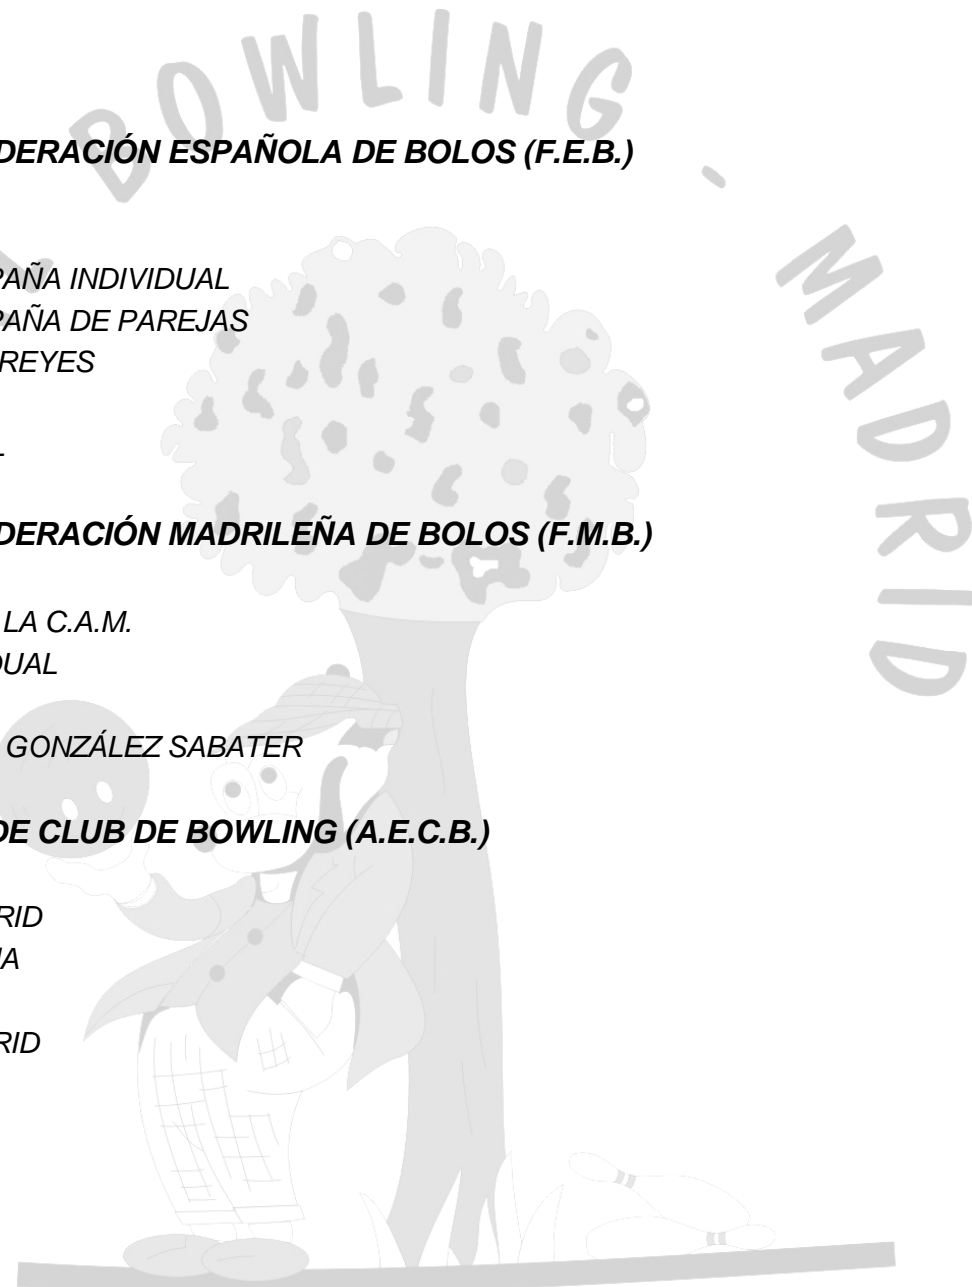 BOWLING - MADRID
DERACIÓN ESPAÑOLA DE BOLOS (F.E.B.)
PAÑA INDIVIDUAL
PAÑA DE PAREJAS
REYES
DERACIÓN MADRILEÑA DE BOLOS (F.M.B.)
LA C.A.M.
DUAL
GONZÁLEZ SABATER
DE CLUB DE BOWLING (A.E.C.B.)
RID
NA
RID